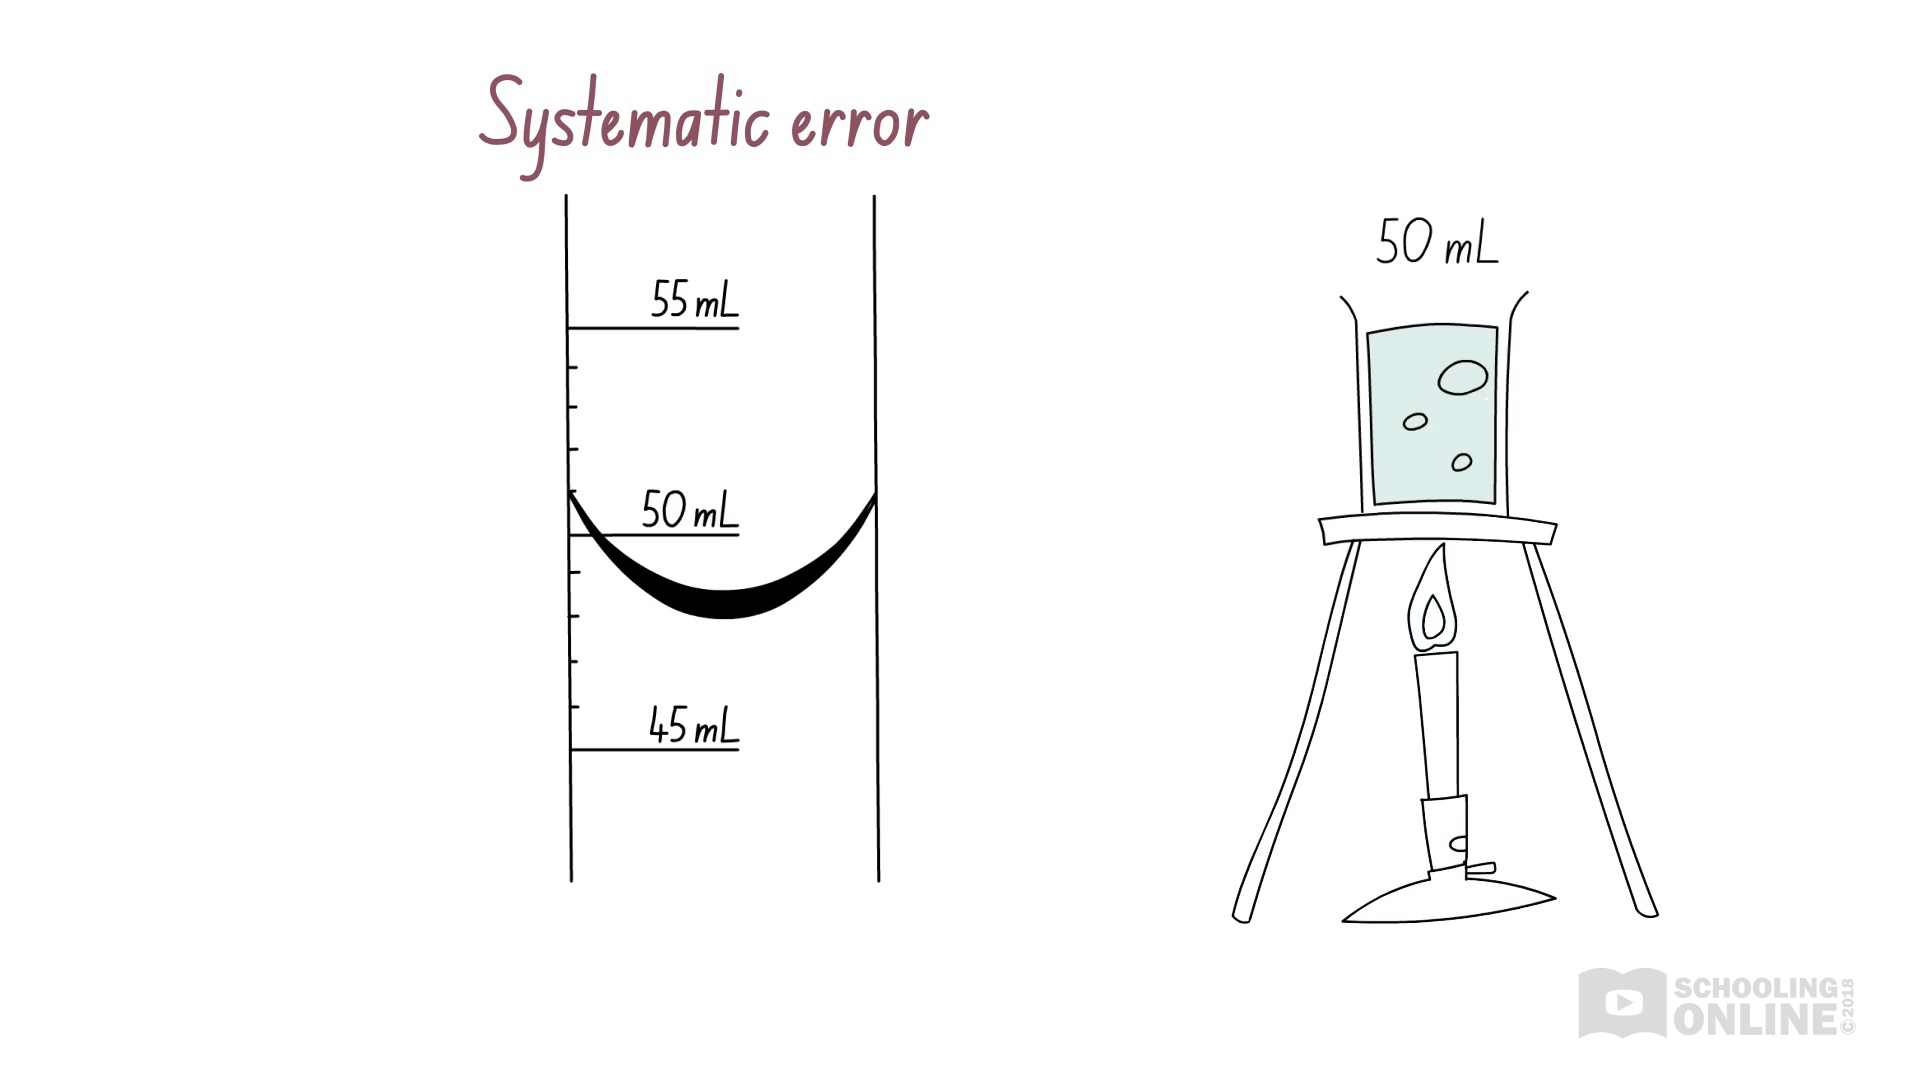 Systematic error
50 mL
55 mL
50 mL
45 mL
SCHOOLING
ONLINE
©2018